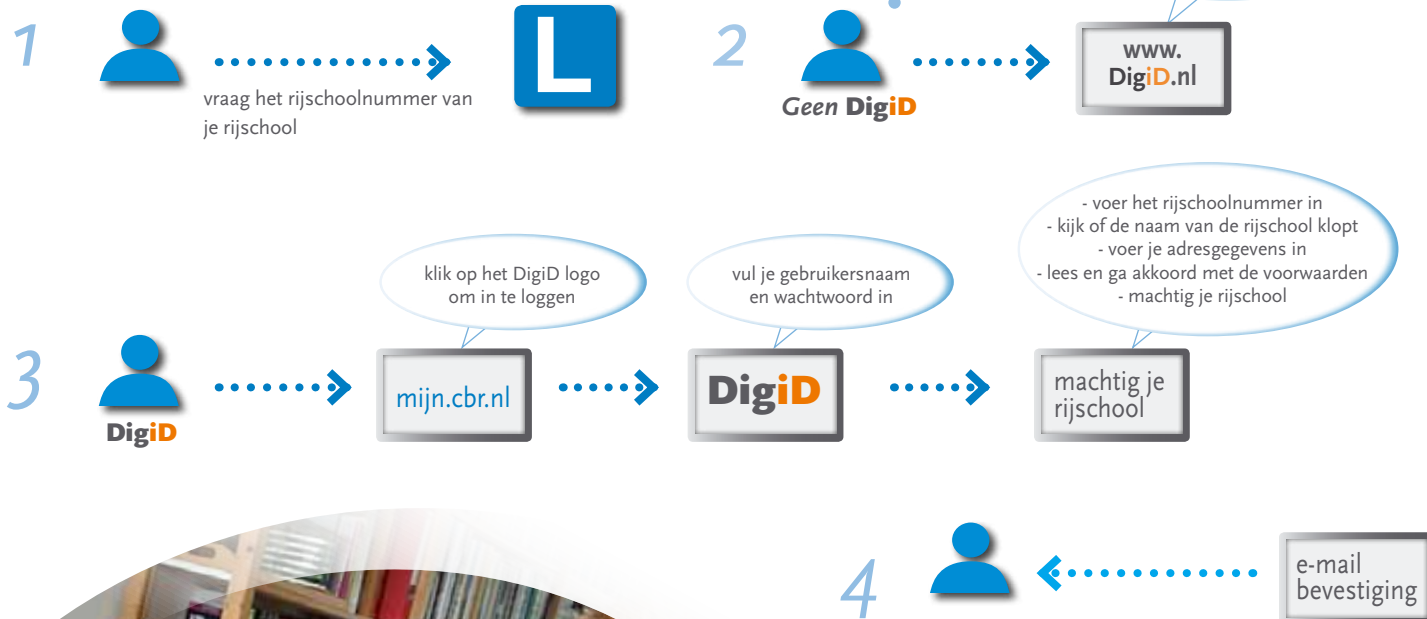 1
L
vraag het rijschoolnummer van
je rijschool
2
Geen DigiD
www.
DigiD.nl
3
DigiD
klik op het DigiD logo
om in te loggen
mijn.cbr.nl
vul je gebruikersnaam
en wachtwoord in
DigiD
- voer het rijschoolnummer in
- kijk of de naam van de rijschool klopt
- voer je adresgegevens in
- lees en ga akkoord met de voorwaarden
- machtig je rijschool
machtig je
rijschool
4
e-mail
bevestiging